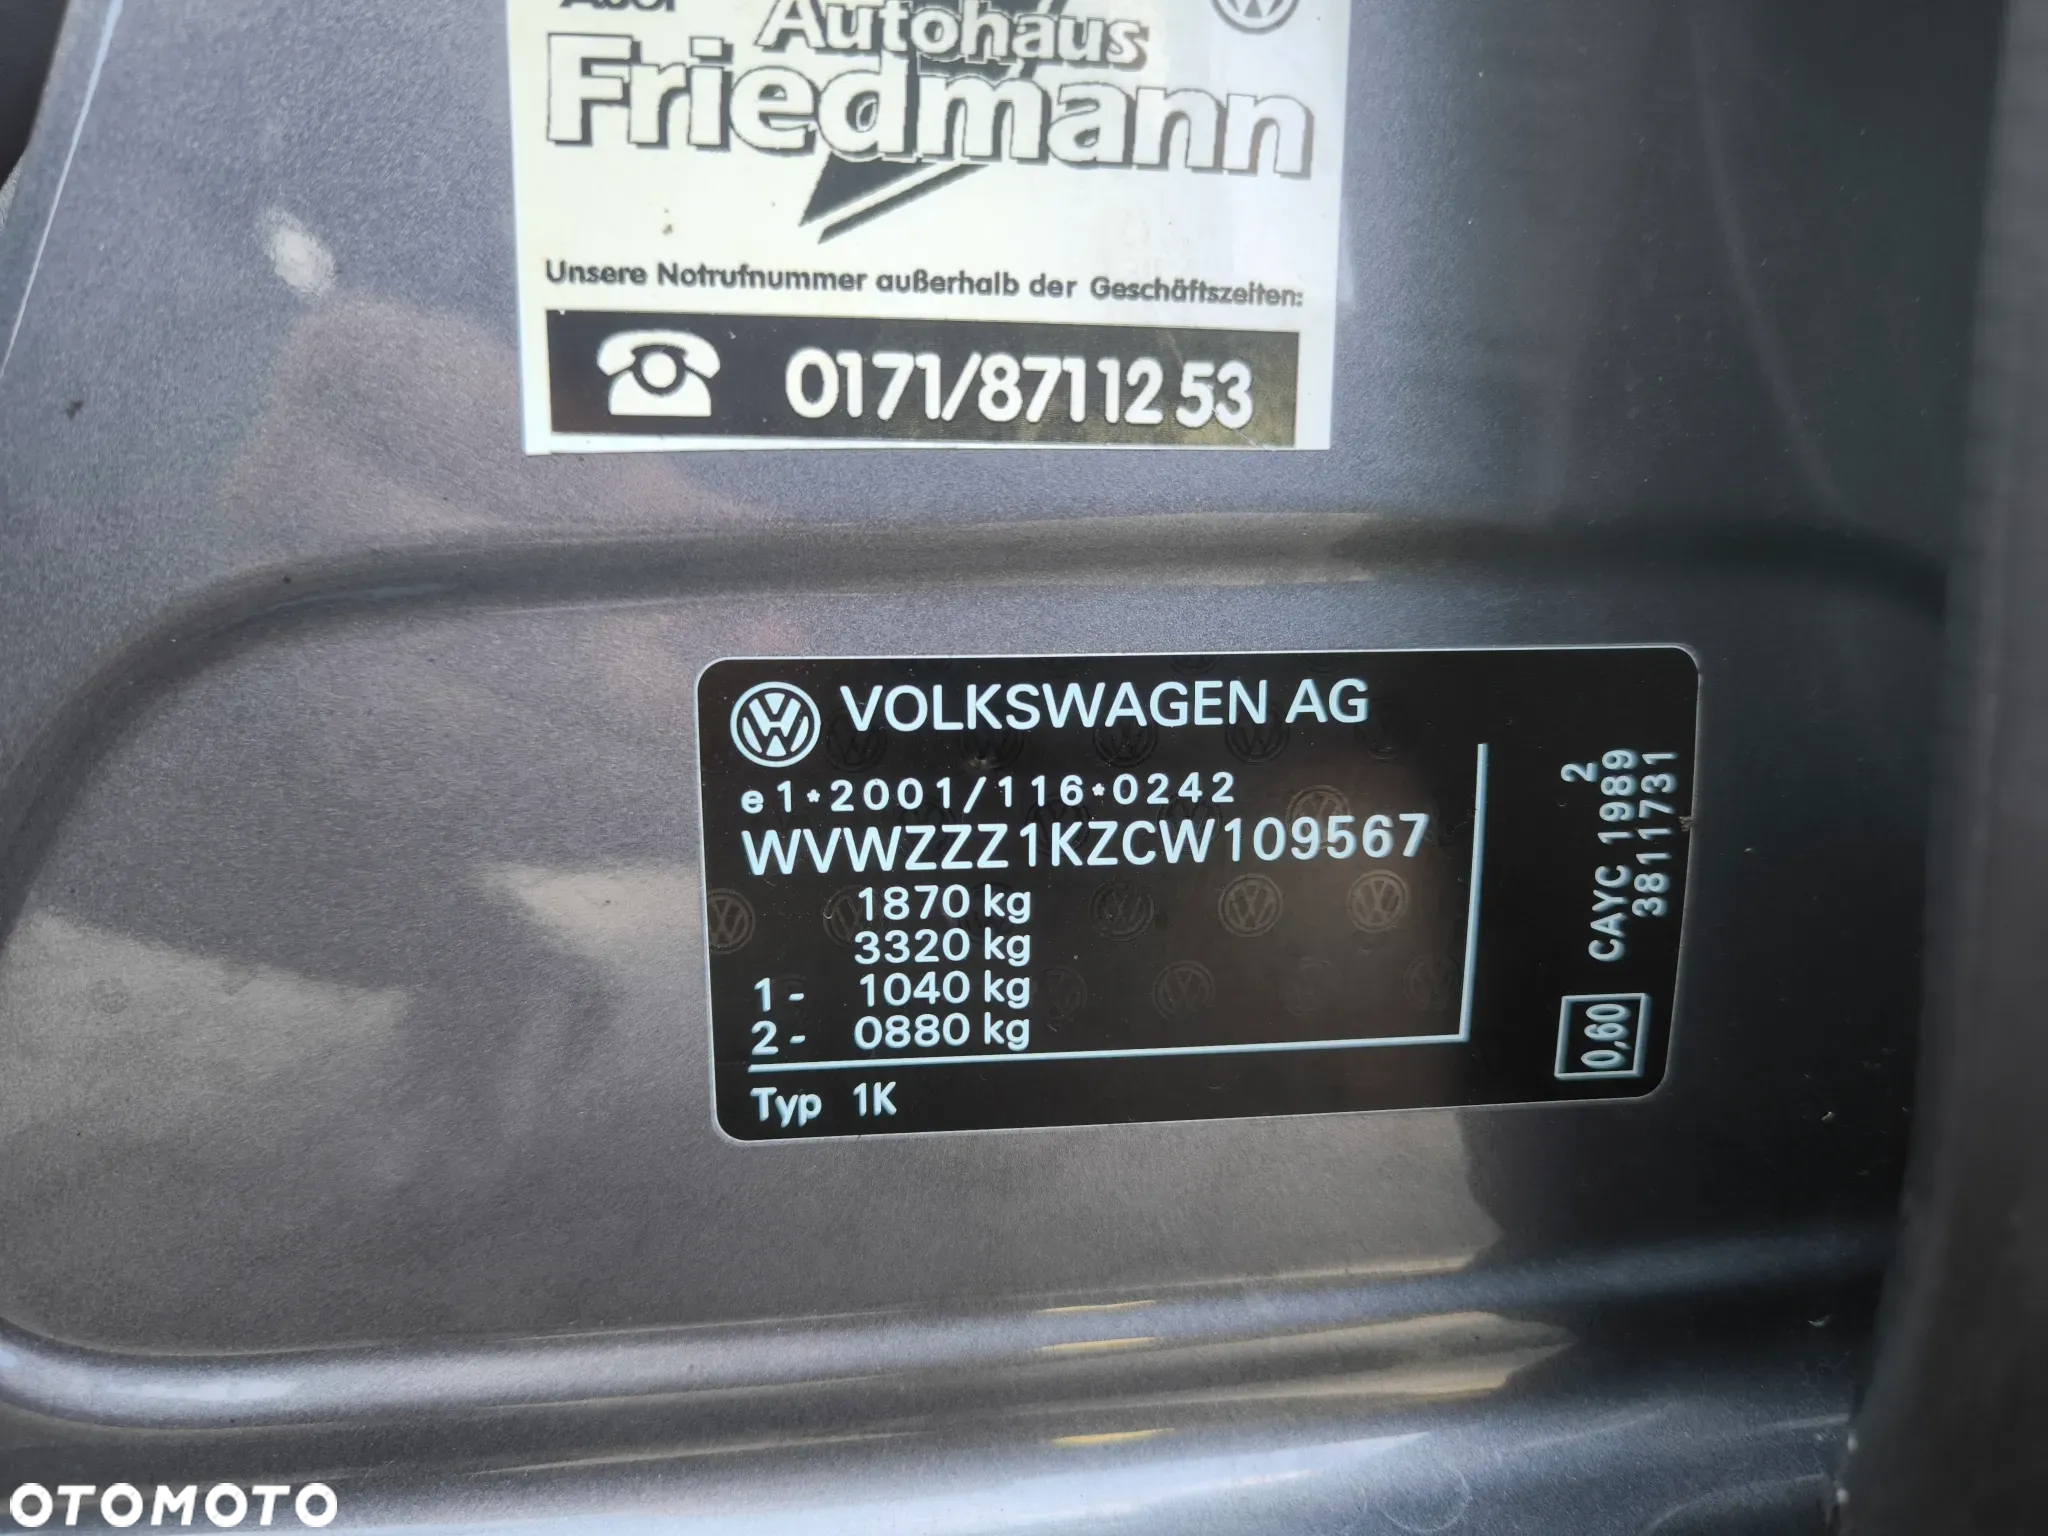 Autohaus
Friedmann
Unsere Notrufnummer außerhalb der Geschäftszeiten:
0171/8711253
VOLKSWAGEN AG
e1*2001/116*0242
WVWZZZ1KZCW109567
1870 kg
3320 kg
1- 1040 kg
2- 0880 kg
Typ 1K
2
CAYC 1989
3811731
0,60
OTOMOTO